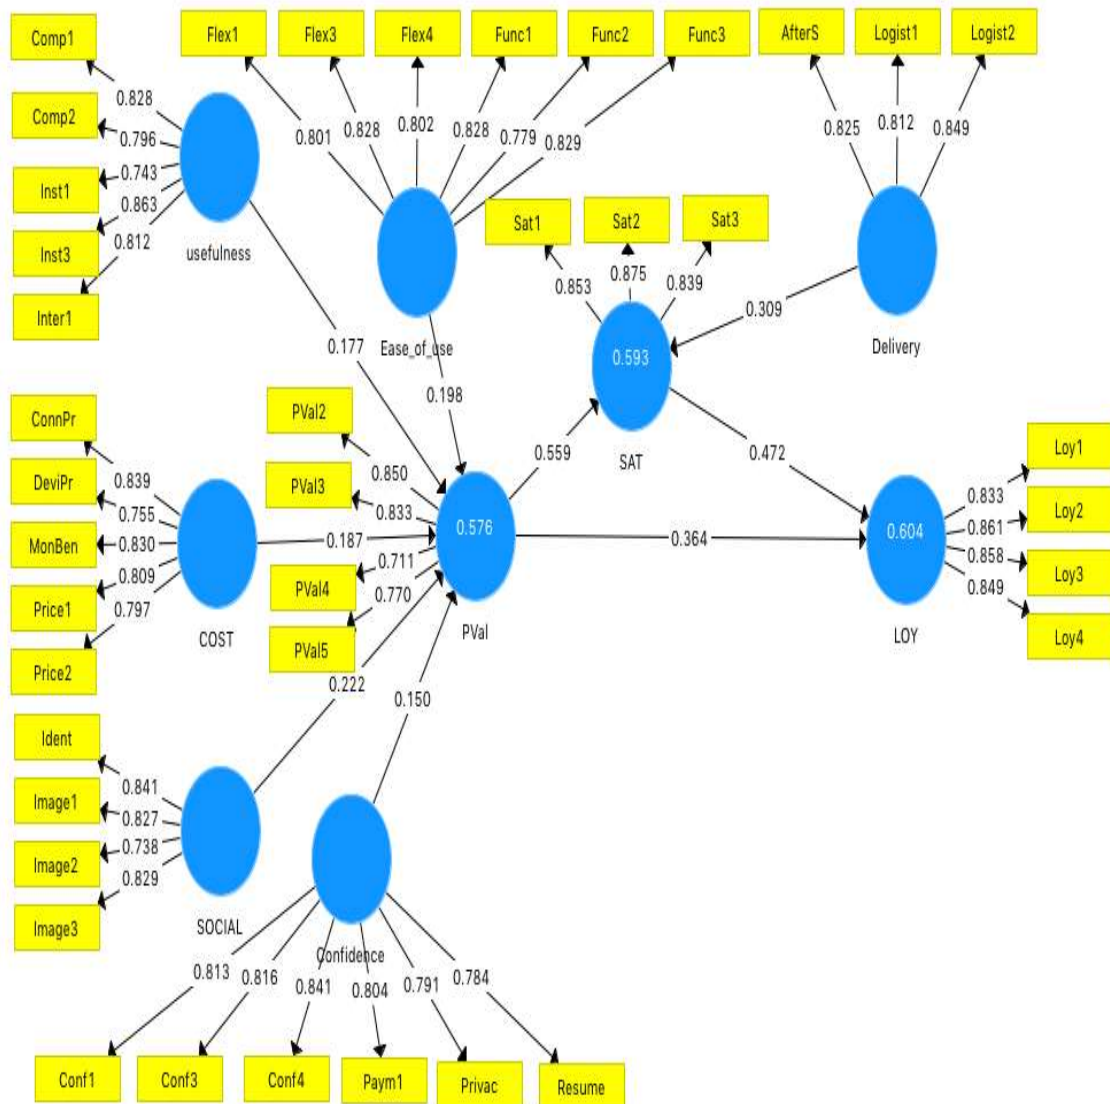 Comp1
Comp2
Inst1
Inst3
Inter1
0.828
0.796
0.743
0.863
0.812
usefulness
Flex1
Flex3
Flex4
Func1
Func2
Func3
0.801
0.828
0.802
0.828
0.779
0.829
Ease_of_use
AfterS
Logist1
Logist2
0.825
0.812
0.849
Delivery
Sat1
Sat2
Sat3
0.853
0.875
0.839
0.593
SAT
0.309
0.177
0.198
ConnPr
DeviPr
MonBen
Price1
Price2
0.839
0.755
0.830
0.809
0.797
COST
0.187
PVal2
PVal3
PVal4
PVal5
0.850
0.833
0.711
0.770
0.576
PVal
0.559
0.472
0.364
0.604
LOY
0.833
0.861
0.858
0.849
Loy1
Loy2
Loy3
Loy4
0.222
0.150
Ident
Image1
Image2
Image3
0.841
0.827
0.738
0.829
SOCIAL
Confidence
0.813
0.816
0.841
0.804
0.791
0.784
Conf1
Conf3
Conf4
Paym1
Privac
Resume